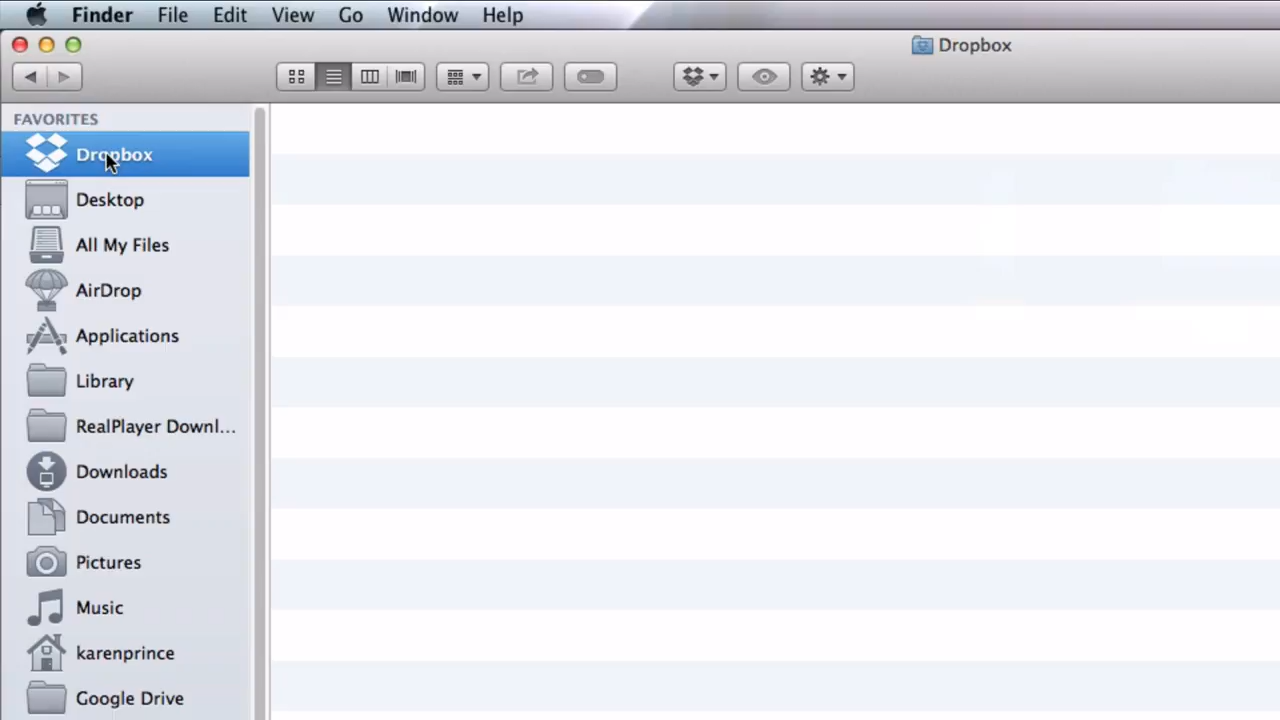 Finder File Edit View Go Window Help
Dropbox
FAVORITES
Dropbox
Desktop
All My Files
AirDrop
Applications
Library
RealPlayer Downl...
Downloads
Documents
Pictures
Music
karenprince
Google Drive